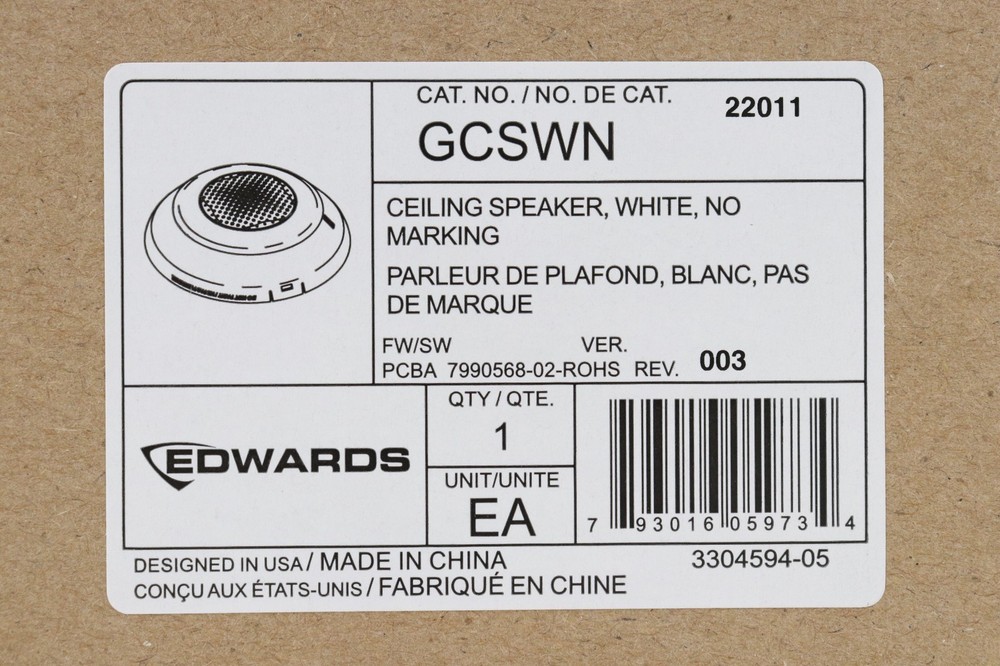 CAT. NO. / NO. DE CAT. 22011
GCSWN
CEILING SPEAKER, WHITE, NO
MARKING
PARLEUR DE PLAFOND, BLANC, PAS
DE MARQUE
FW/SW VER.
PCBA 7990568-02-ROHS REV. 003
EDWARDS
QTY / QTE.
1
UNIT/UNITE
EA
7 93016 05973 4
DESIGNED IN USA / MADE IN CHINA
CONÇU AUX ÉTATS-UNIS / FABRIQUÉ EN CHINE
3304594-05